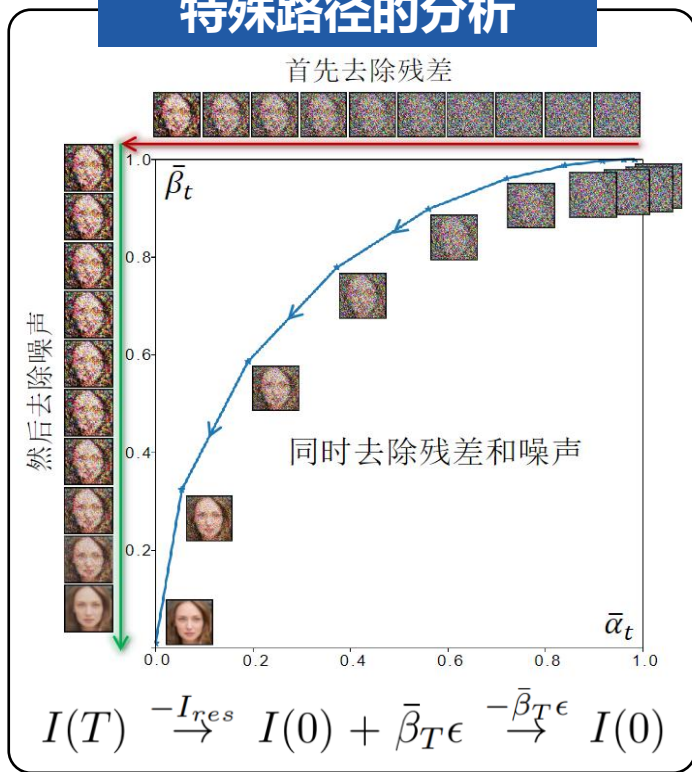 特殊路径的分析
首先去除残差
然后去除噪声
1.0
β̄_t
0.8
0.6
0.4
同时去除残差和噪声
0.2
ᾱ_t
0.0 0.2 0.4 0.6 0.8 1.0
I(T) −I_res → I(0) + β̄_T ϵ −β̄_T ϵ → I(0)